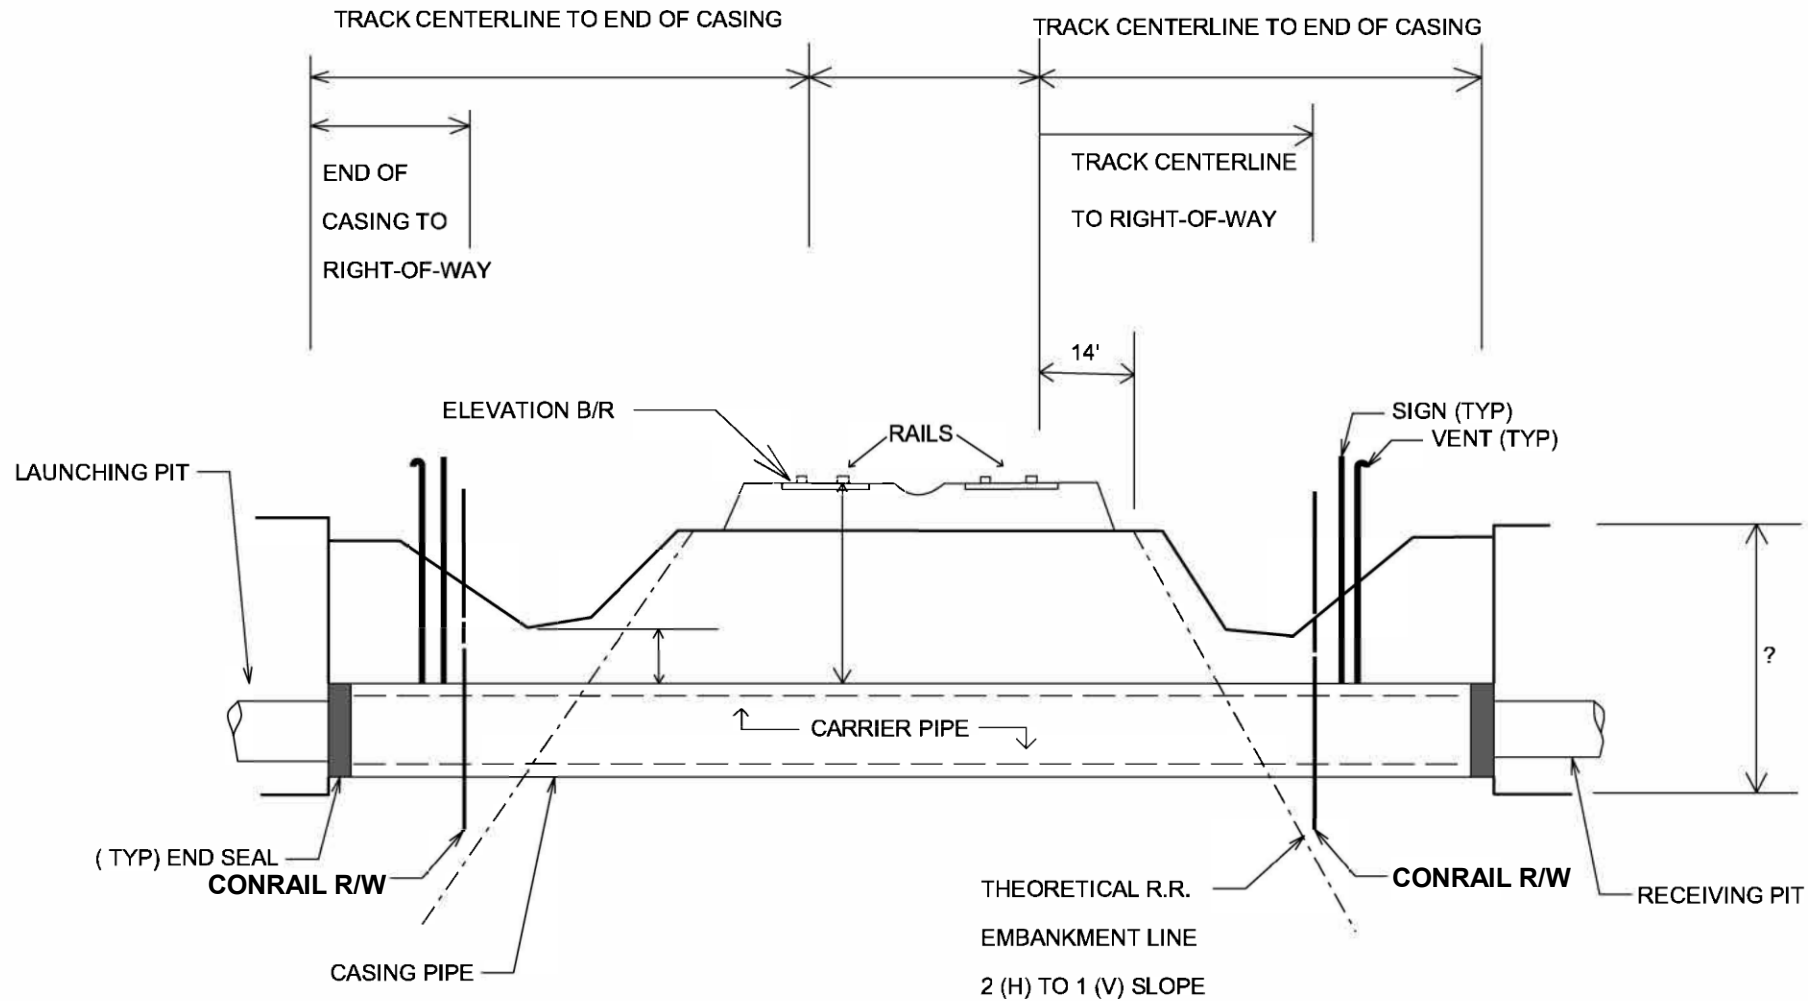 TRACK CENTERLINE TO END OF CASING
TRACK CENTERLINE TO END OF CASING
END OF
CASING TO
RIGHT-OF-WAY
TRACK CENTERLINE
TO RIGHT-OF-WAY
14'
ELEVATION B/R
RAILS
SIGN (TYP)
VENT (TYP)
LAUNCHING PIT
?
CARRIER PIPE
( TYP) END SEAL
CONRAIL R/W
CASING PIPE
THEORETICAL R.R.
EMBANKMENT LINE
2 (H) TO 1 (V) SLOPE
CONRAIL R/W
RECEIVING PIT